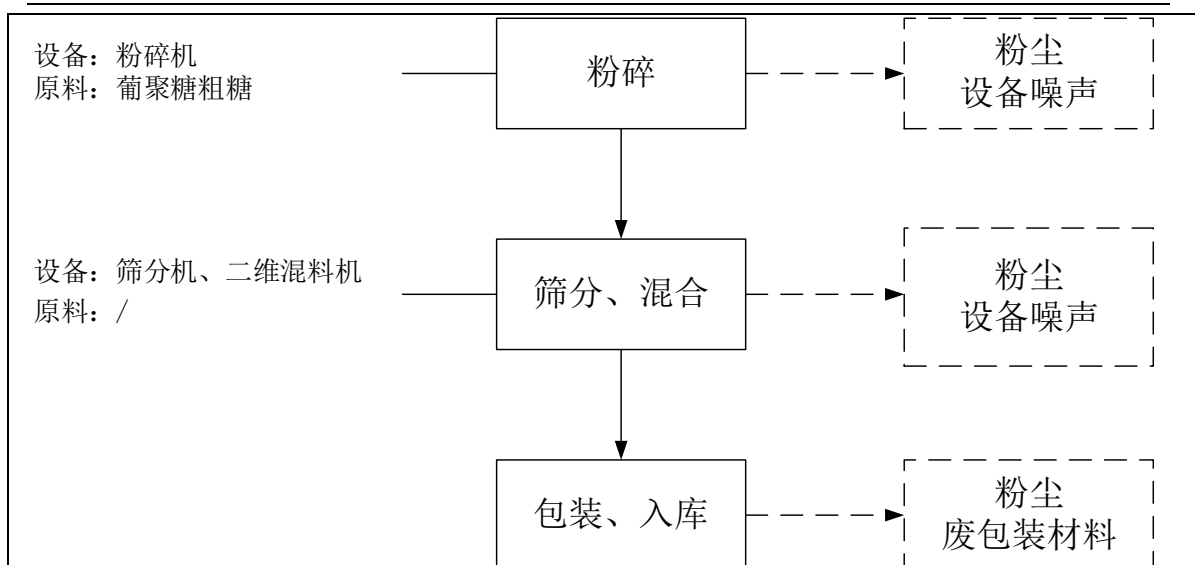 设备：粉碎机
原料：葡聚糖粗糖
粉碎
粉尘
设备噪声
设备：筛分机、二维混料机
原料：/
筛分、混合
粉尘
设备噪声
包装、入库
粉尘
废包装材料